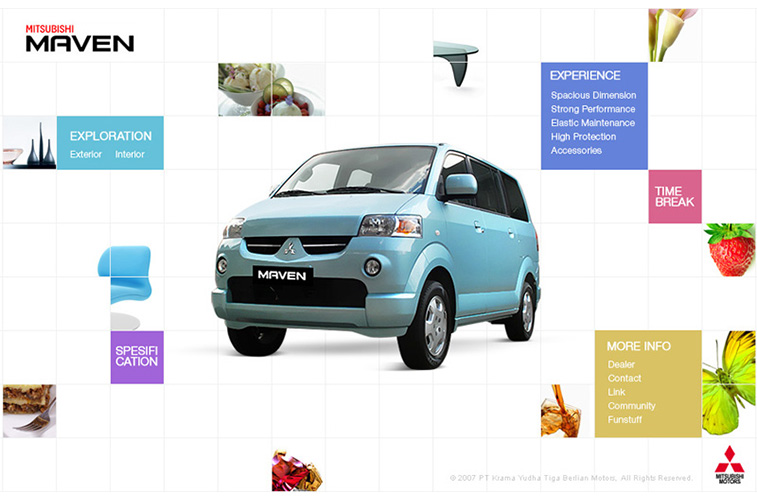 MITSUBISHI
MAVEN
EXPERIENCE
Spacious Dimension
Strong Performance
Elastic Maintenance
High Protection
Accessories
EXPLORATION
Exterior Interior
TIME
BREAK
MAVEN
SPESIFI
CATION
MORE INFO
Dealer
Contact
Link
Community
Funstuff
© 2007 PT Krama Yudha Tiga Berlian Motors, All Rights Reserved.
MITSUBISHI
MOTORS